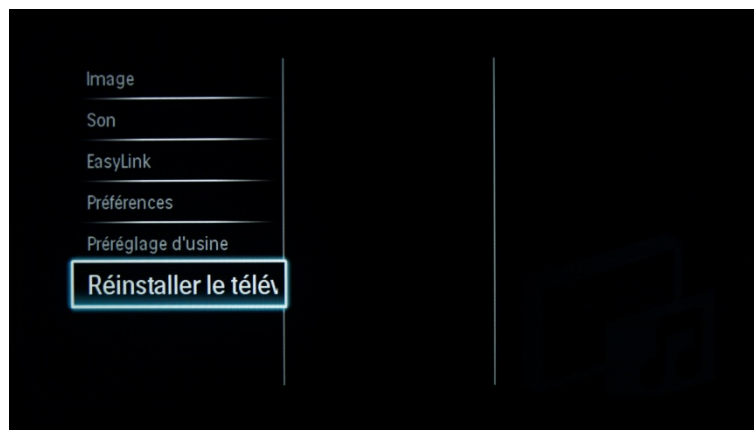 Image
Son
EasyLink
Préférences
Préréglage d'usine
Réinstaller le télév